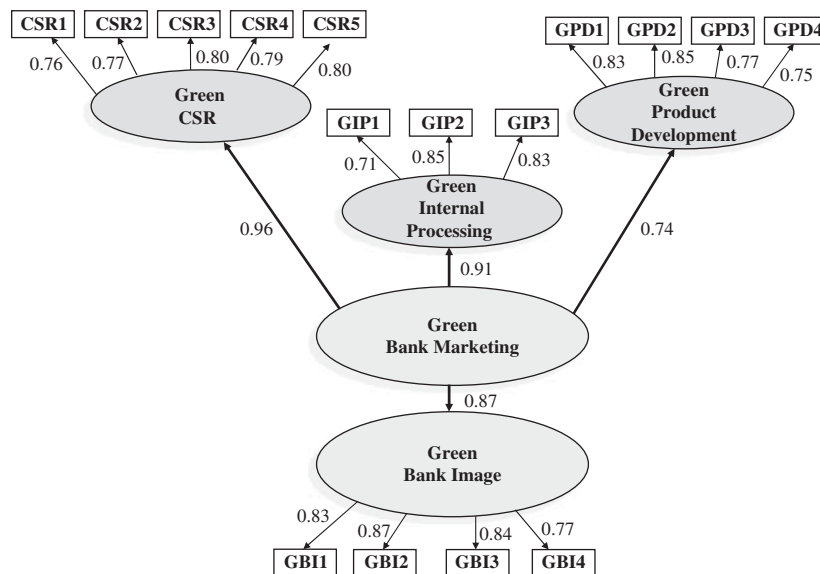 CSR1 CSR2 CSR3 CSR4 CSR5
0.76 0.77 0.80 0.79 0.80
Green
CSR
GPD1 GPD2 GPD3 GPD4
0.83 0.85 0.77 0.75
Green
Product
Development
GIP1 GIP2 GIP3
0.71 0.85 0.83
Green
Internal
Processing
0.96
0.91
0.74
Green
Bank Marketing
0.87
Green
Bank Image
0.83 0.87 0.84 0.77
GBI1 GBI2 GBI3 GBI4